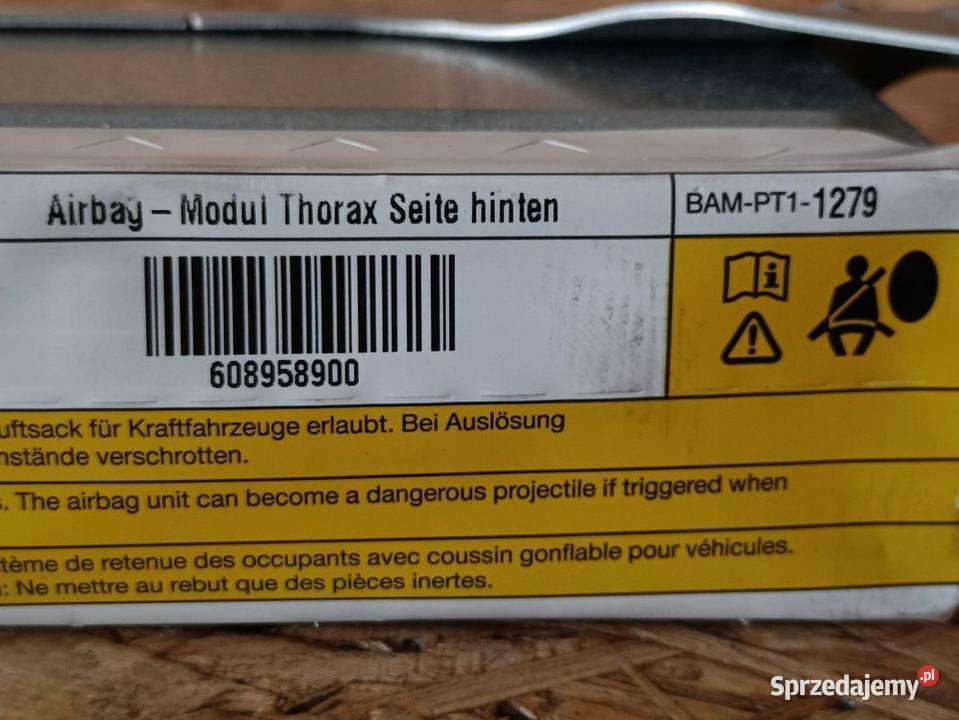 Airbag – Modul Thorax Seite hinten
BAM-PT1-1279
608958900
uftsack für Kraftfahrzeuge erlaubt. Bei Auslösung
nstände verschrotten.
s. The airbag unit can become a dangerous projectile if triggered when
tème de retenue des occupants avec coussin gonflable pour véhicules.
: Ne mettre au rebut que des pièces inertes.
Sprzedajemy.pl